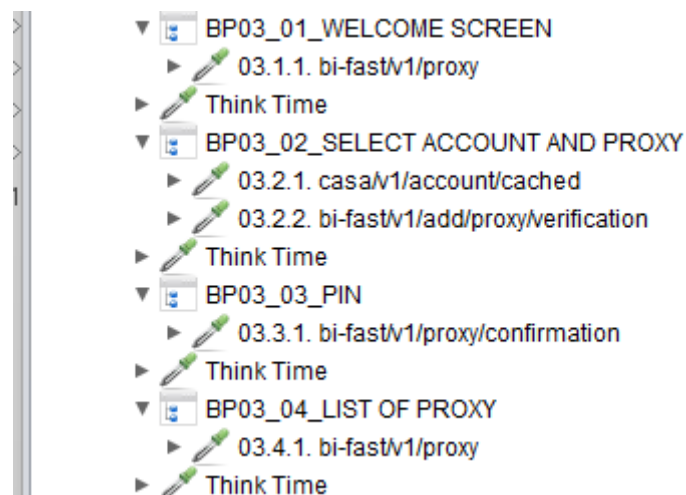 BP03_01_WELCOME SCREEN
03.1.1. bi-fast/v1/proxy
Think Time
BP03_02_SELECT ACCOUNT AND PROXY
03.2.1. casa/v1/account/cached
03.2.2. bi-fast/v1/add/proxy/verification
Think Time
BP03_03_PIN
03.3.1. bi-fast/v1/proxy/confirmation
Think Time
BP03_04_LIST OF PROXY
03.4.1. bi-fast/v1/proxy
Think Time